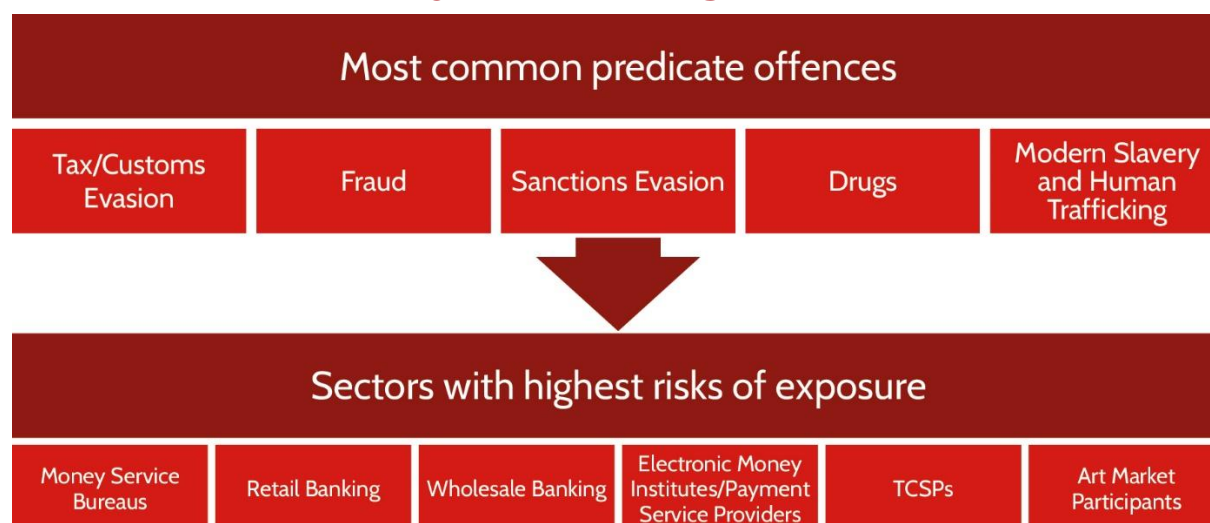 Most common predicate offences
Tax/Customs
Evasion
Fraud
Sanctions Evasion
Drugs
Modern Slavery
and Human
Trafficking
Sectors with highest risks of exposure
Money Service
Bureaus
Retail Banking
Wholesale Banking
Electronic Money
Institutes/Payment
Service Providers
TCSPs
Art Market
Participants